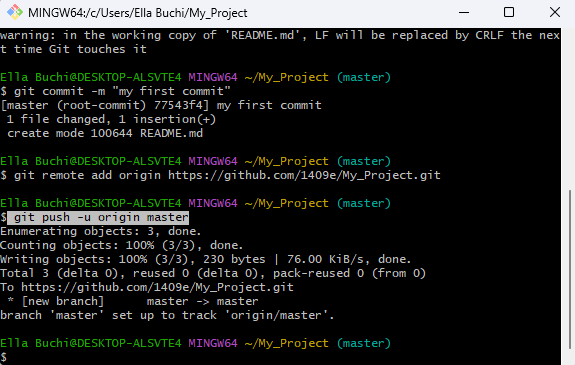 MINGW64:/c/Users/Ella Buchi/My_Project
warning: in the working copy of 'README.md', LF will be replaced by CRLF the nex
t time Git touches it
Ella Buchi@DESKTOP-ALSVTE4 MINGW64 ~/My_Project (master)
$ git commit -m "my first commit"
[master (root-commit) 77543f4] my first commit
 1 file changed, 1 insertion(+)
 create mode 100644 README.md
Ella Buchi@DESKTOP-ALSVTE4 MINGW64 ~/My_Project (master)
$ git remote add origin https://github.com/1409e/My_Project.git
Ella Buchi@DESKTOP-ALSVTE4 MINGW64 ~/My_Project (master)
$ git push -u origin master
Enumerating objects: 3, done.
Counting objects: 100% (3/3), done.
Writing objects: 100% (3/3), 230 bytes | 76.00 KiB/s, done.
Total 3 (delta 0), reused 0 (delta 0), pack-reused 0 (from 0)
To https://github.com/1409e/My_Project.git
 * [new branch]      master -> master
branch 'master' set up to track 'origin/master'.
Ella Buchi@DESKTOP-ALSVTE4 MINGW64 ~/My_Project (master)
$